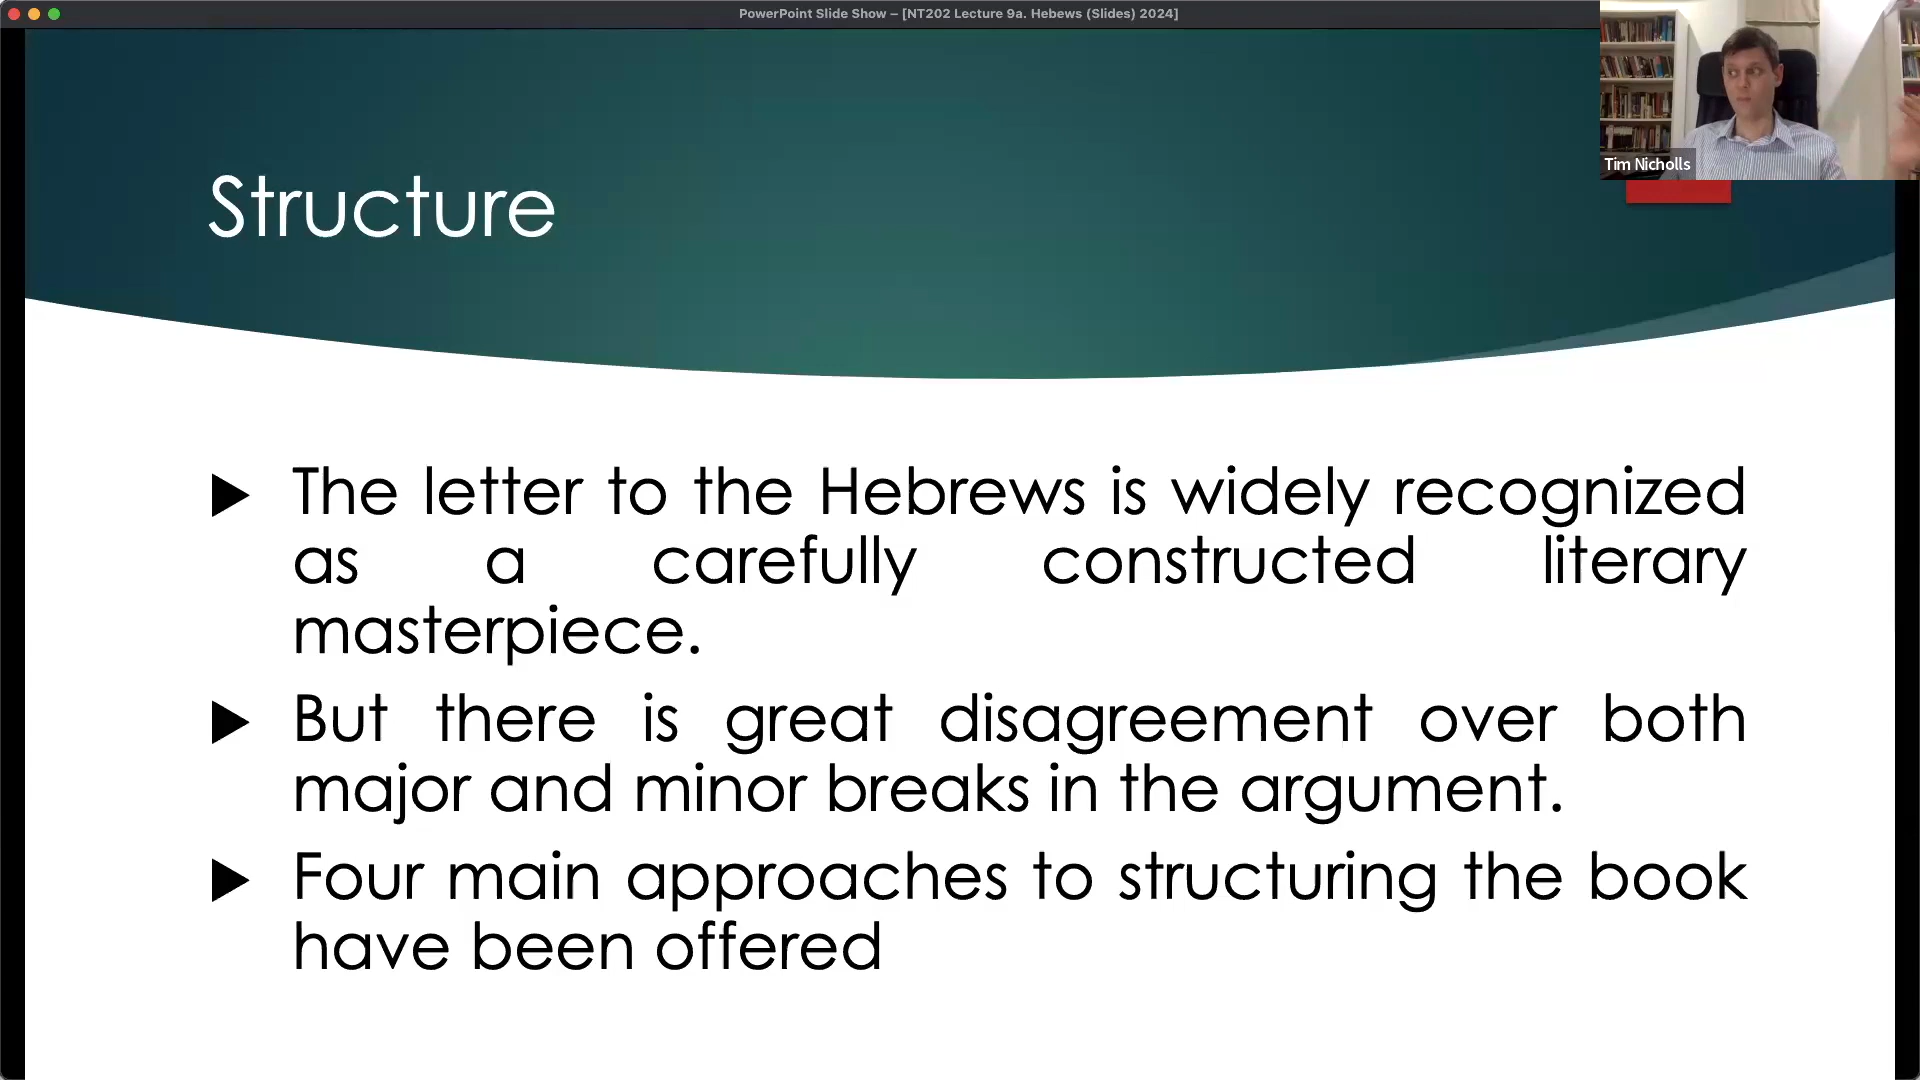 PowerPoint Slide Show – [NT202 Lecture 9a. Hebews (Slides) 2024]
Tim Nicholls
Structure
The letter to the Hebrews is widely recognized
as a carefully constructed literary
masterpiece.
But there is great disagreement over both
major and minor breaks in the argument.
Four main approaches to structuring the book
have been offered